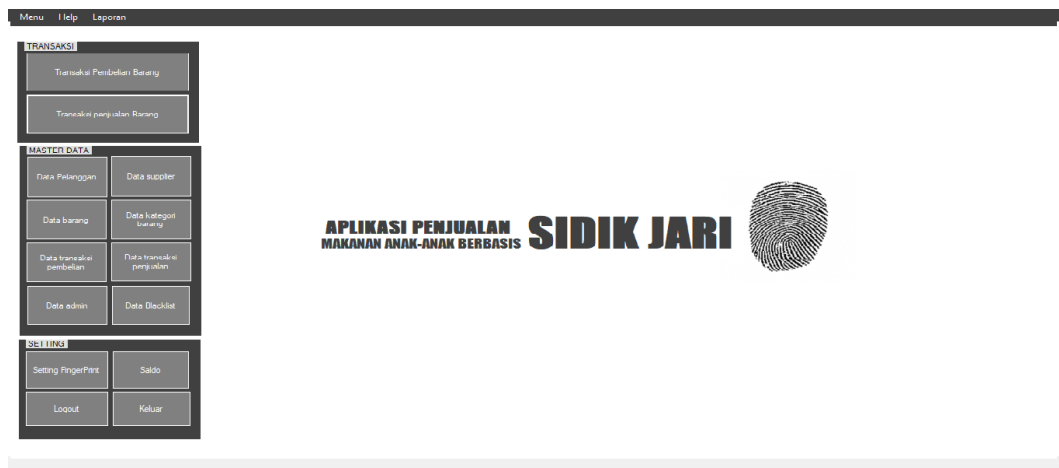 Menu Help Laporan
TRANSAKSI
Transaksi Pembelian Barang
Transaksi penjualan Barang
MASTER DATA
Data Pelanggan
Data supplier
Data barang
Data kategori
barang
Data transaksi
pembelian
Data transaksi
penjualan
Data admin
Data Blacklist
SETTING
Setting FingerPrint
Saldo
Logout
Keluar
APLIKASI PENJUALAN
MAKANAN ANAK-ANAK BERBASIS
SIDIK JARI